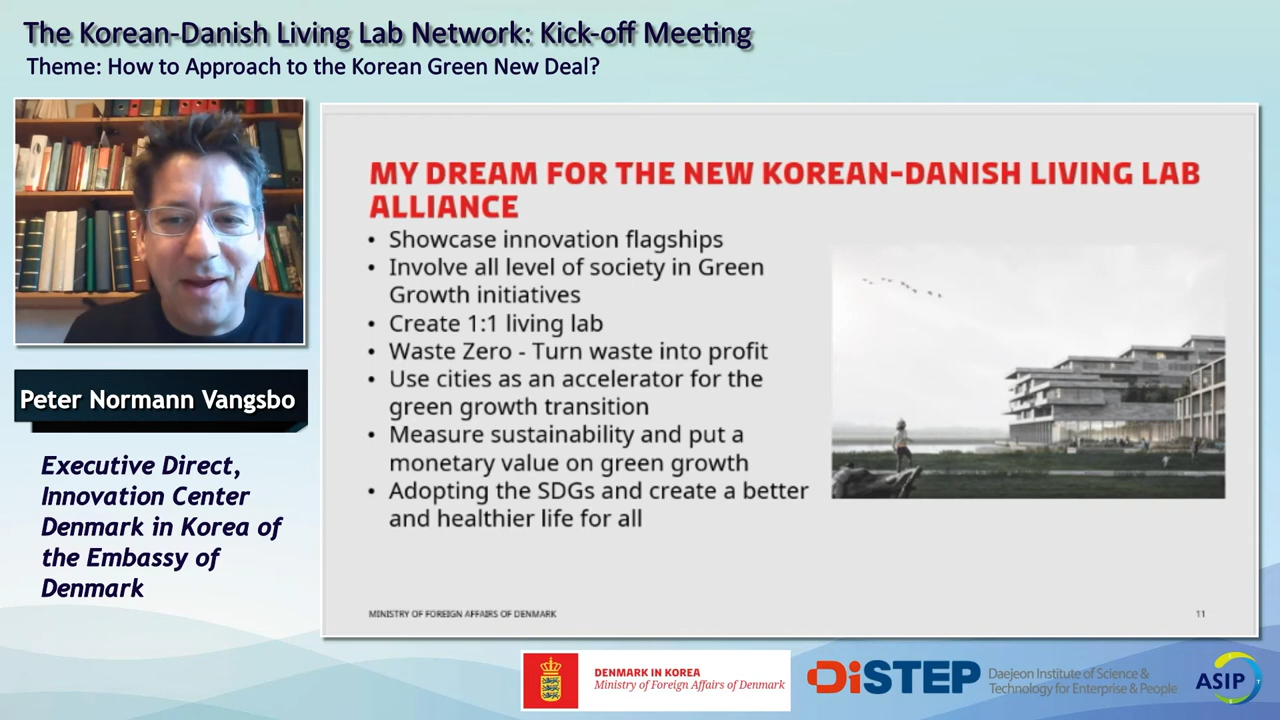 The Korean-Danish Living Lab Network: Kick-off Meeting
Theme: How to Approach to the Korean Green New Deal?
Peter Normann Vangsbo
Executive Direct,
Innovation Center
Denmark in Korea of
the Embassy of
Denmark
MY DREAM FOR THE NEW KOREAN-DANISH LIVING LAB
ALLIANCE
• Showcase innovation flagships
• Involve all level of society in Green
Growth initiatives
• Create 1:1 living lab
• Waste Zero - Turn waste into profit
• Use cities as an accelerator for the
green growth transition
• Measure sustainability and put a
monetary value on green growth
• Adopting the SDGs and create a better
and healthier life for all
MINISTRY OF FOREIGN AFFAIRS OF DENMARK
11
DENMARK IN KOREA
Ministry of Foreign Affairs of Denmark
DiSTEP
Daejeon Institute of Science &
Technology for Enterprise & People
ASIP